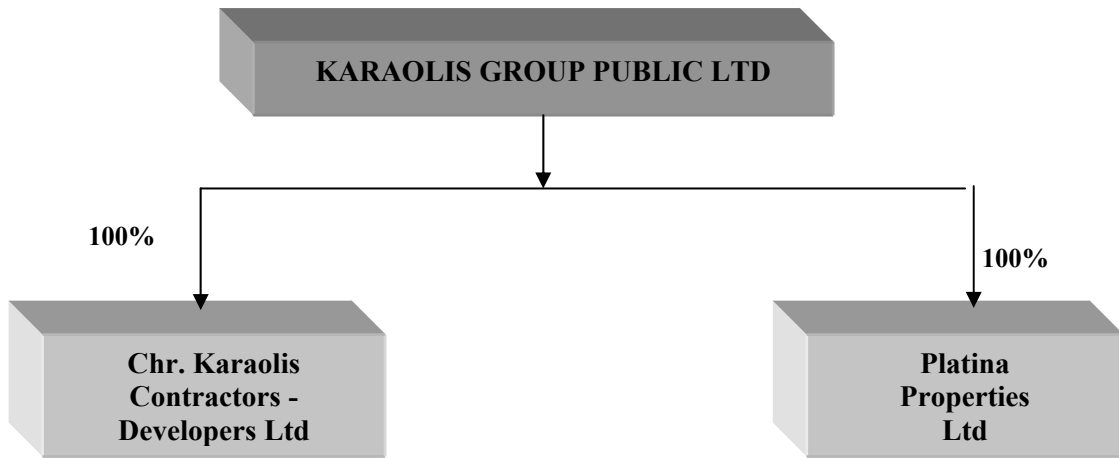 KARAOLIS GROUP PUBLIC LTD
100%
100%
Chr. Karaolis
Contractors -
Developers Ltd
Platina
Properties
Ltd